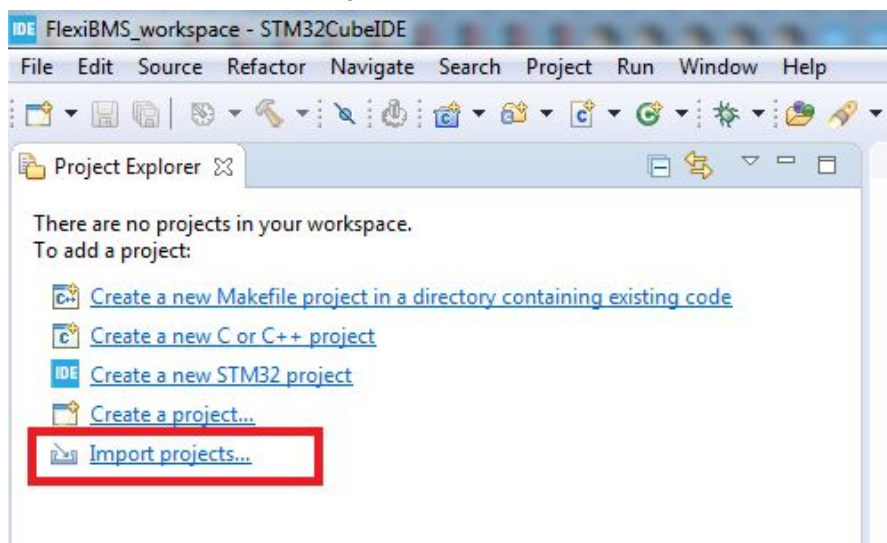 IDE FlexiBMS_workspace - STM32CubeIDE
File Edit Source Refactor Navigate Search Project Run Window Help
Project Explorer
There are no projects in your workspace.
To add a project:
Create a new Makefile project in a directory containing existing code
Create a new C or C++ project
IDE Create a new STM32 project
Create a project...
Import projects...